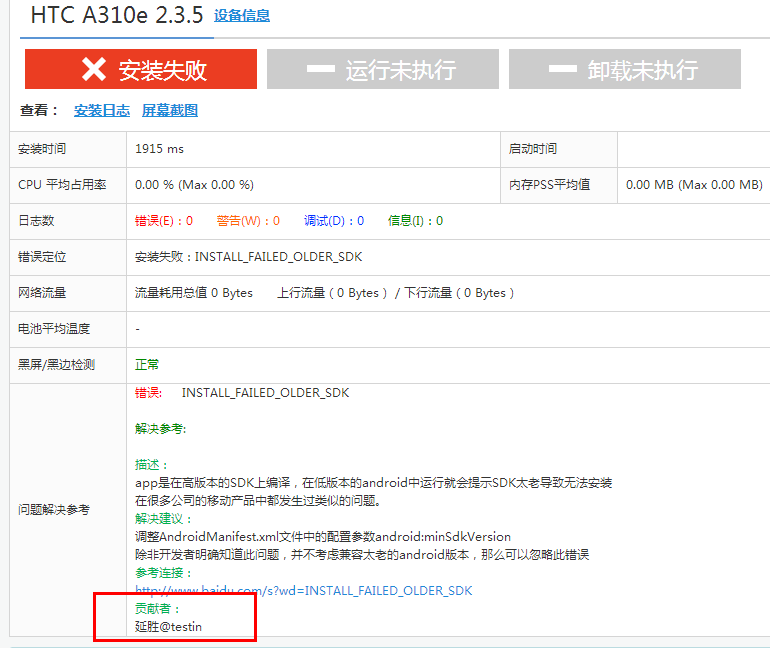 HTC A310e 2.3.5 设备信息
安装失败 运行未执行 卸载未执行
查看： 安装日志 屏幕截图
安装时间 1915 ms 启动时间
CPU 平均占用率 0.00 % (Max 0.00 %) 内存PSS平均值 0.00 MB (Max 0.00 MB)
日志数 错误(E)：0 警告(W)：0 调试(D)：0 信息(I)：0
错误定位 安装失败：INSTALL_FAILED_OLDER_SDK
网络流量 流量耗用总值 0 Bytes 上行流量（0 Bytes）/ 下行流量（0 Bytes）
电池平均温度 -
黑屏/黑边检测 正常
问题解决参考
错误: INSTALL_FAILED_OLDER_SDK
解决参考:
描述：
app是在高版本的SDK上编译，在低版本的android中运行就会提示SDK太老导致无法安装
在很多公司的移动产品中都发生过类似的问题。
解决建议：
调整AndroidManifest.xml文件中的配置参数android:minSdkVersion
除非开发者明确知道此问题，并不考虑兼容太老的android版本，那么可以忽略此错误
参考连接：
http://www.baidu.com/s?wd=INSTALL_FAILED_OLDER_SDK
贡献者：
延胜@testin